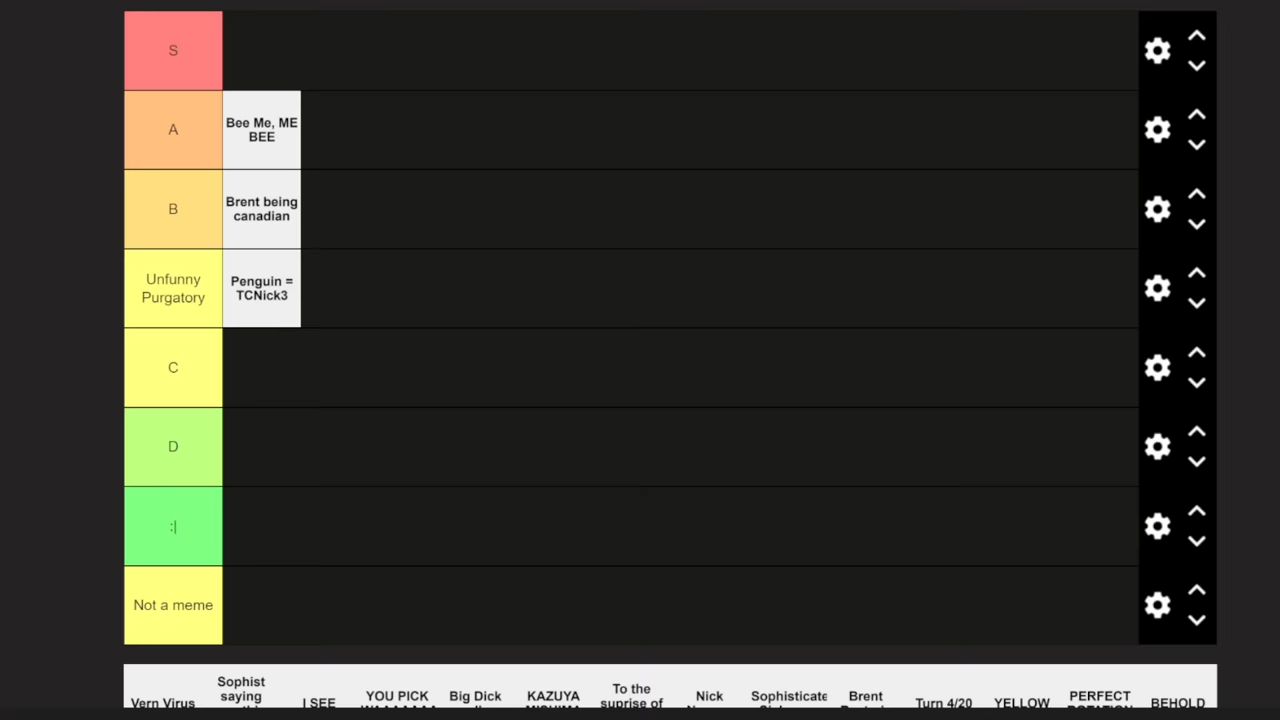 S
A
Bee Me, ME
BEE
B
Brent being
canadian
Unfunny
Purgatory
Penguin =
TCNick3
C
D
:|
Not a meme
Vern Virus
Sophist
saying
I SEE
YOU PICK
Big Dick
KAZUYA
To the
suprise of
Nick
Sophisticate
Brent
Turn 4/20
YELLOW
PERFECT
BEHOLD